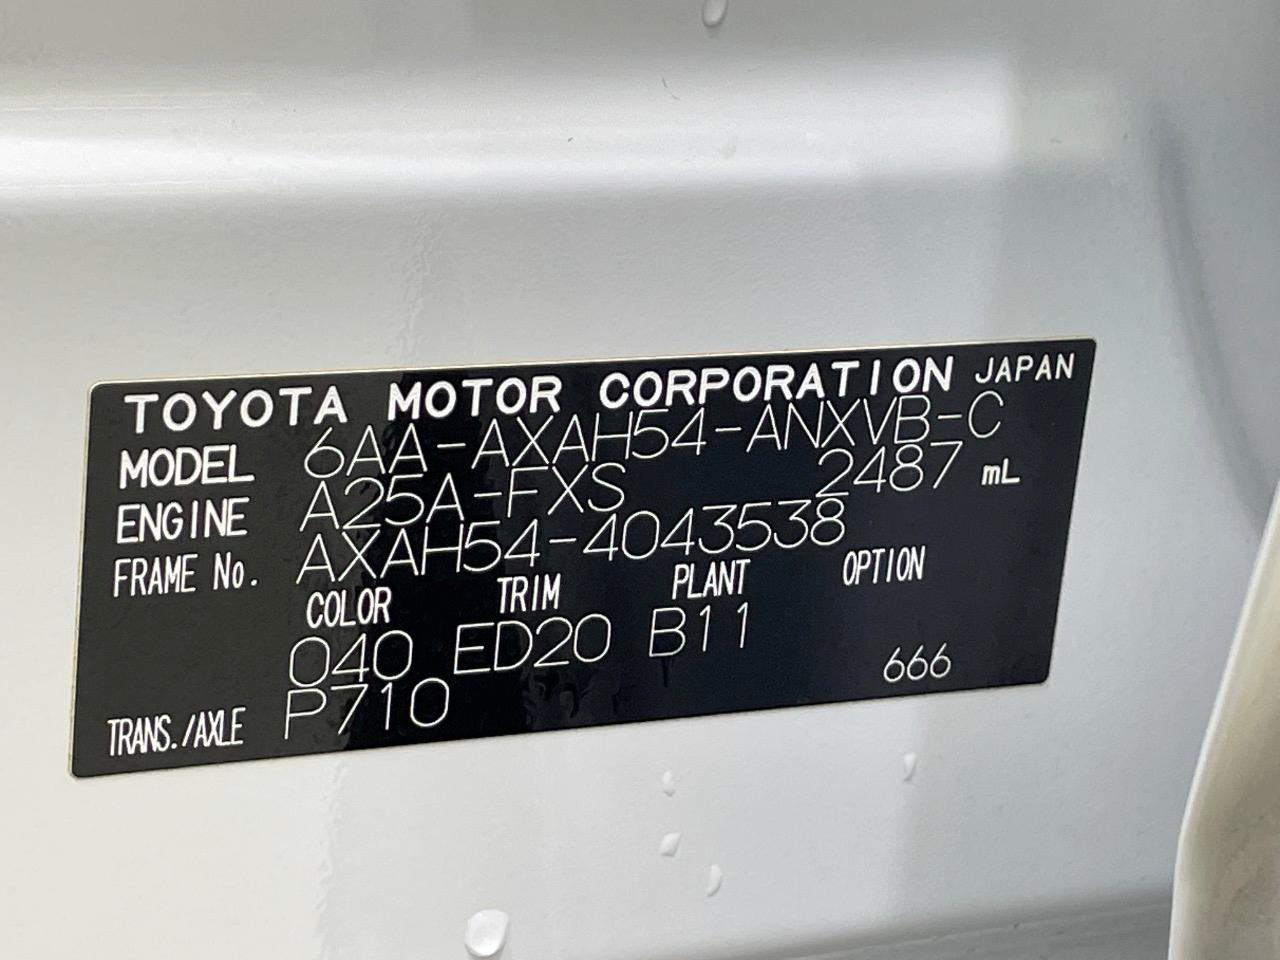 TOYOTA MOTOR CORPORATION JAPAN
MODEL 6AA-AXAH54-ANXVB-C
ENGINE A25A-FXS 2487 mL
FRAME No. AXAH54-4043538
COLOR TRIM PLANT OPTION
040 ED20 B11
TRANS./AXLE P710 666